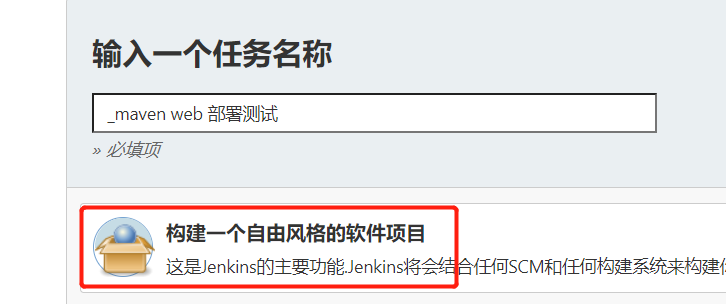 输入一个任务名称
_maven web 部署测试
» 必填项
构建一个自由风格的软件项目
这是Jenkins的主要功能.Jenkins将会结合任何SCM和任何构建系统来构建